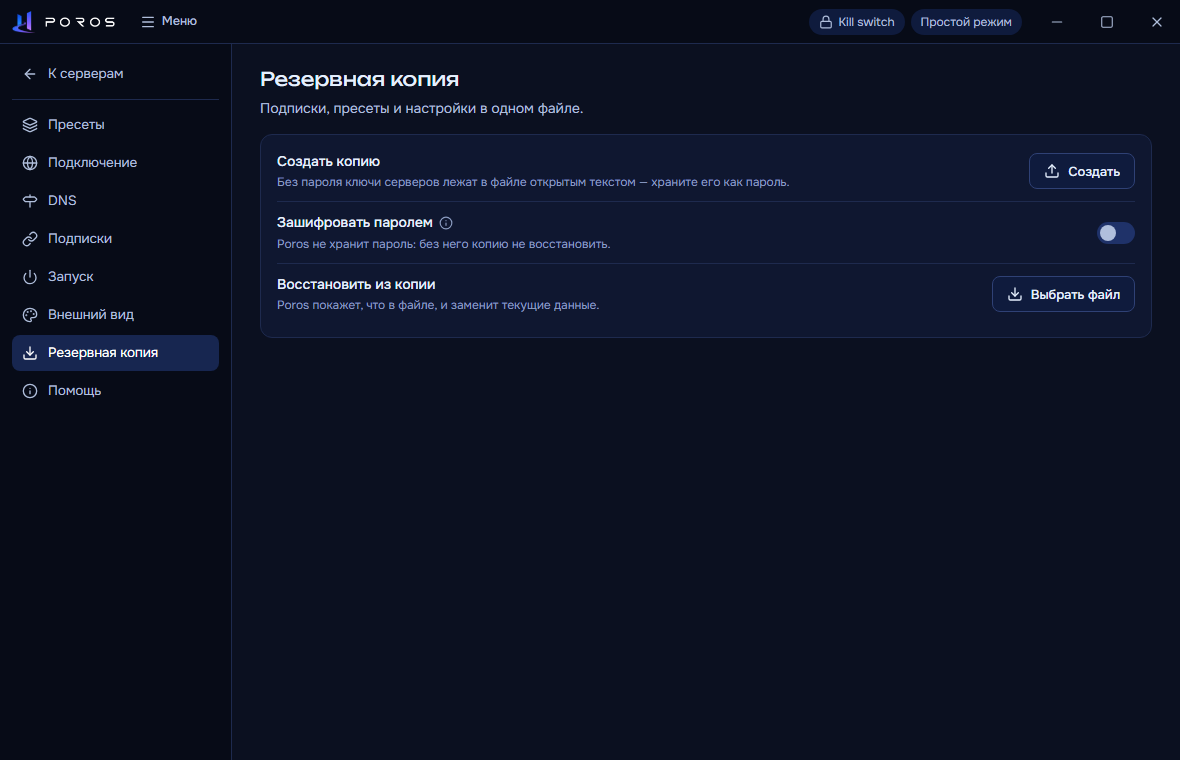 POROS
Меню
Kill switch
Простой режим
К серверам
Пресеты
Подключение
DNS
Подписки
Запуск
Внешний вид
Резервная копия
Помощь
Резервная копия
Подписки, пресеты и настройки в одном файле.
Создать копию
Без пароля ключи серверов лежат в файле открытым текстом — храните его как пароль.
Создать
Зашифровать паролем
Poros не хранит пароль: без него копию не восстановить.
Восстановить из копии
Poros покажет, что в файле, и заменит текущие данные.
Выбрать файл